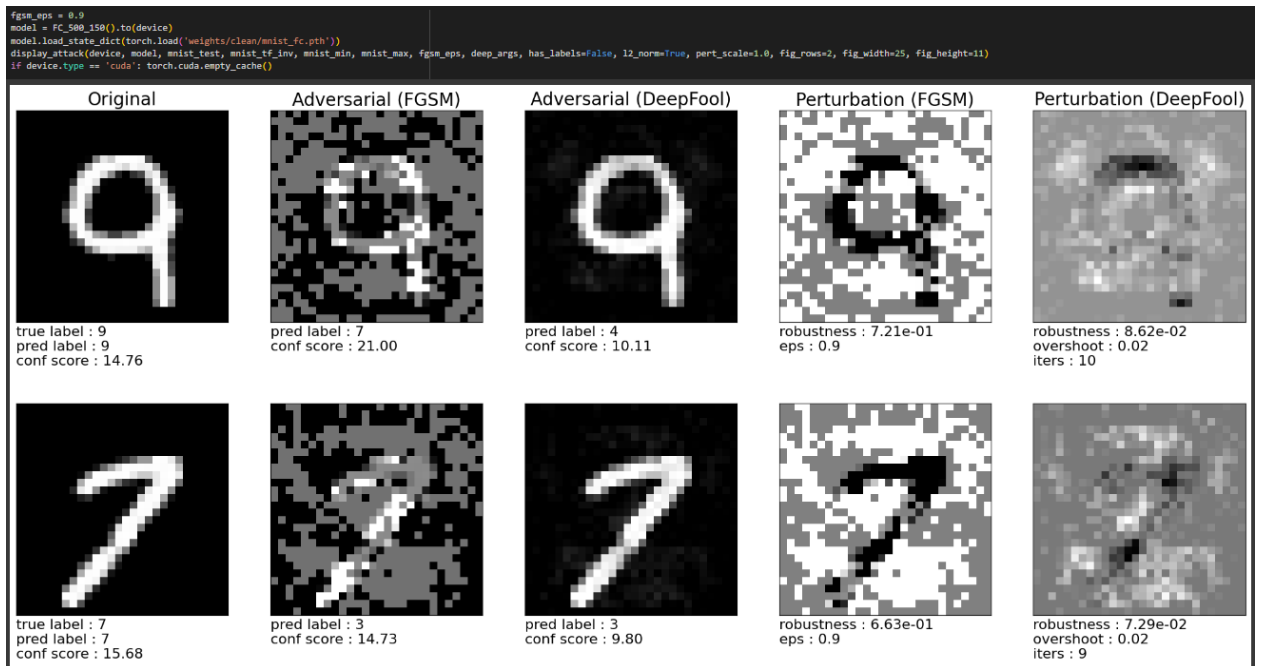 fgsm_eps = 0.9
model = FC_500_150().to(device)
model.load_state_dict(torch.load('weights/clean/mnist_fc.pth'))
display_attack(device, model, mnist_test, mnist_tf_inv, mnist_min, mnist_max, fgsm_eps, deep_args, has_labels=False, l2_norm=True, pert_scale=1.0, fig_rows=2, fig_width=25, fig_height=11)
if device.type == 'cuda': torch.cuda.empty_cache()
Original Adversarial (FGSM) Adversarial (DeepFool) Perturbation (FGSM) Perturbation (DeepFool)
true label : 9
pred label : 9
conf score : 14.76
pred label : 7
conf score : 21.00
pred label : 4
conf score : 10.11
robustness : 7.21e-01
eps : 0.9
robustness : 8.62e-02
overshoot : 0.02
iters : 10
true label : 7
pred label : 7
conf score : 15.68
pred label : 3
conf score : 14.73
pred label : 3
conf score : 9.80
robustness : 6.63e-01
eps : 0.9
robustness : 7.29e-02
overshoot : 0.02
iters : 9